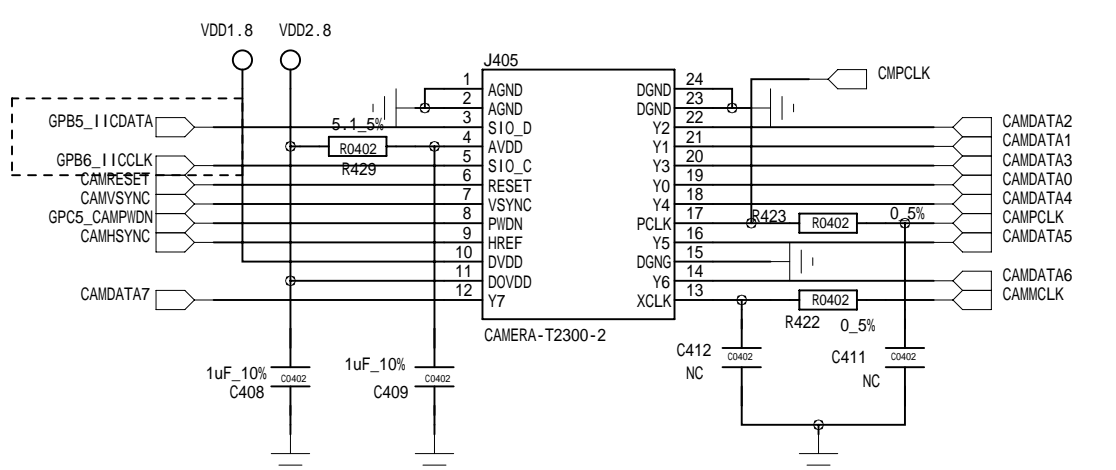 VDD1.8 VDD2.8
J405
CMPCLK
1 AGND DGND 24
2 AGND DGND 23
GPB5_IICDATA 5.1_5% 3 SIO_D Y2 22 CAMDATA2
R0402 4 AVDD Y1 21 CAMDATA1
R429
GPB6_IICCLK 5 SIO_C Y3 20 CAMDATA3
CAMRESET 6 RESET Y0 19 CAMDATA0
CAMVSYNC 7 VSYNC Y4 18 CAMDATA4
GPC5_CAMPWDN 8 PWDN PCLK 17 R423 R0402 0_5% CAMPCLK
CAMHSYNC 9 HREF Y5 16 CAMDATA5
10 DVDD DGNG 15
11 DOVDD Y6 14 CAMDATA6
CAMDATA7 12 Y7 XCLK 13 R0402 CAMMCLK
R422 0_5%
CAMERA-T2300-2
C412 C0402 C411 C0402
NC NC
1uF_10% C0402 1uF_10% C0402
C408 C409